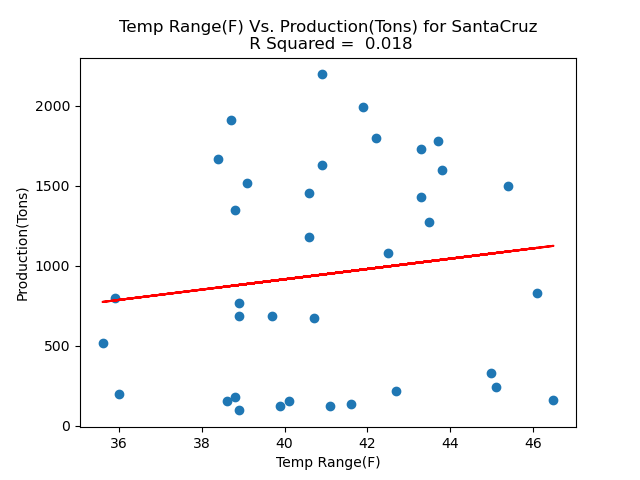 Temp Range(F) Vs. Production(Tons) for SantaCruz
R Squared =  0.018
Production(Tons)
2000
1500
1000
500
0
36 38 40 42 44 46
Temp Range(F)